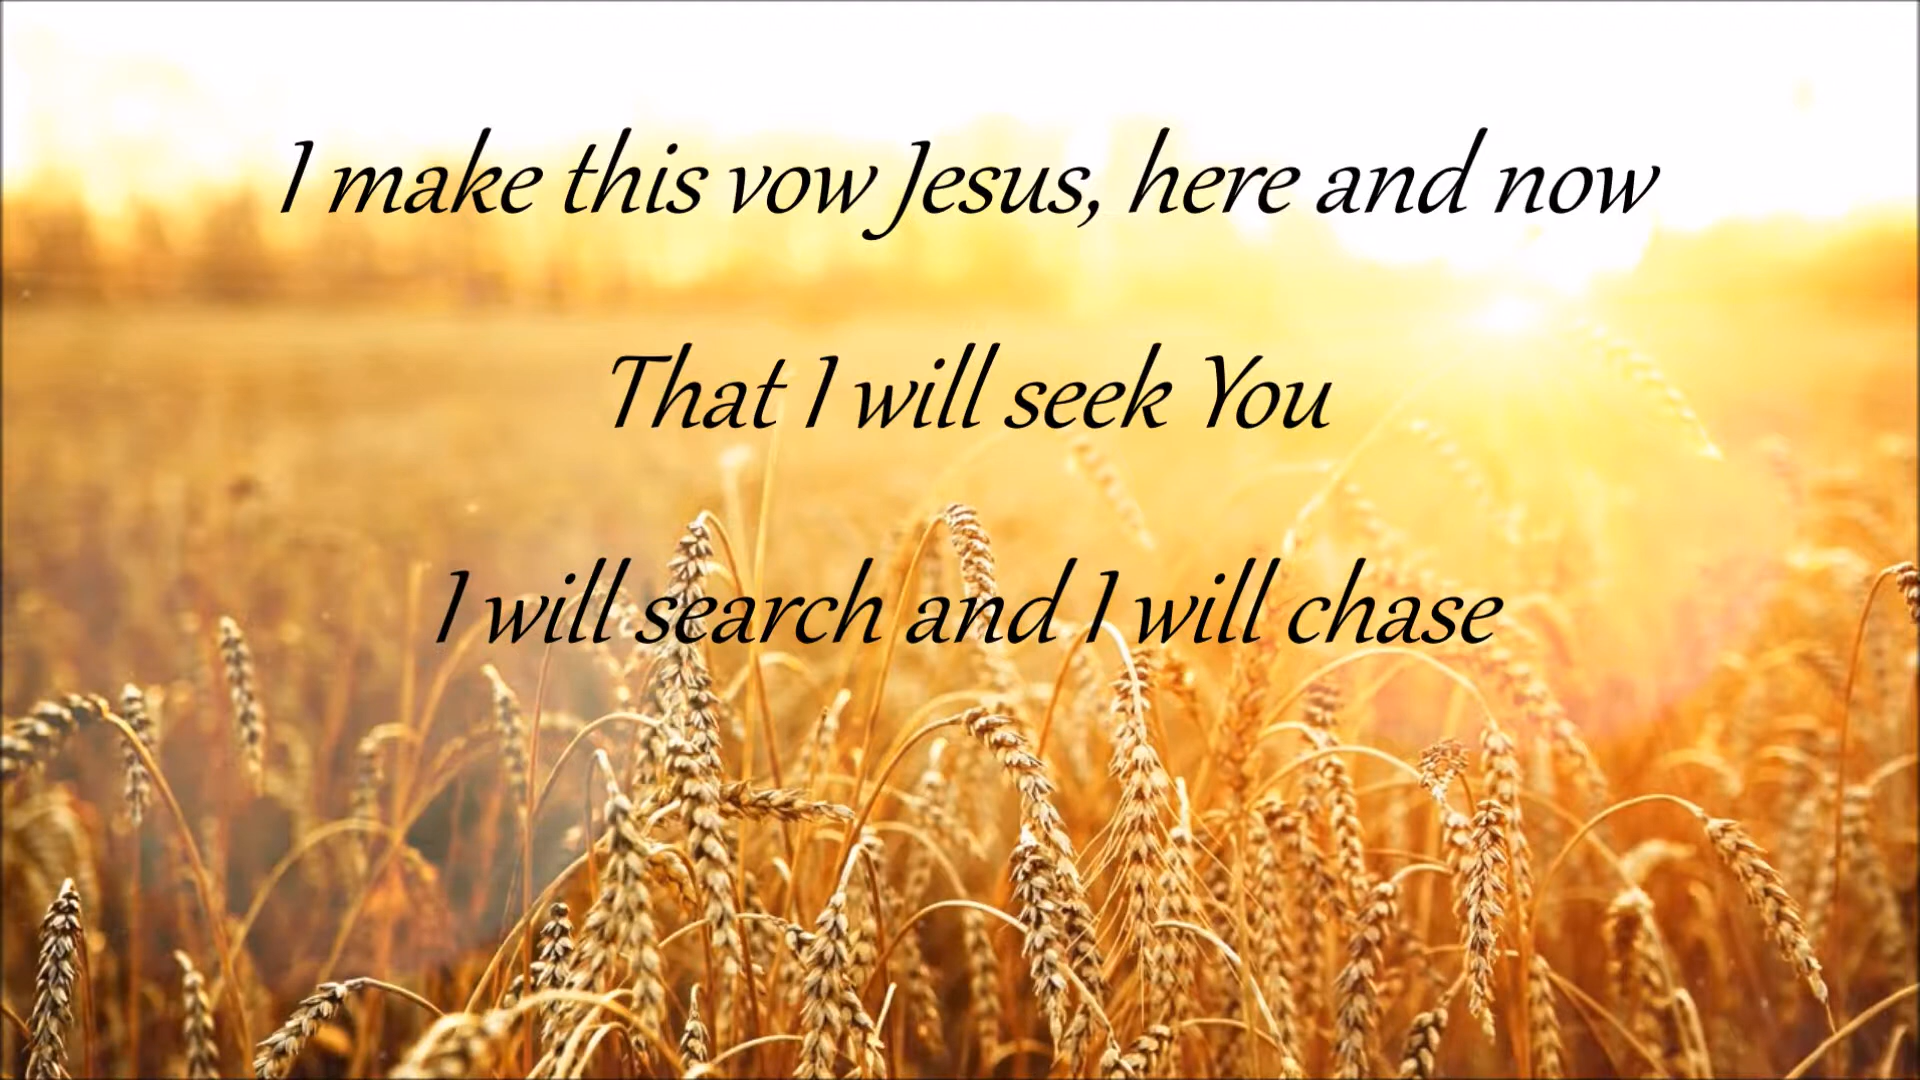 I make this vow Jesus, here and now
That I will seek You
I will search and I will chase